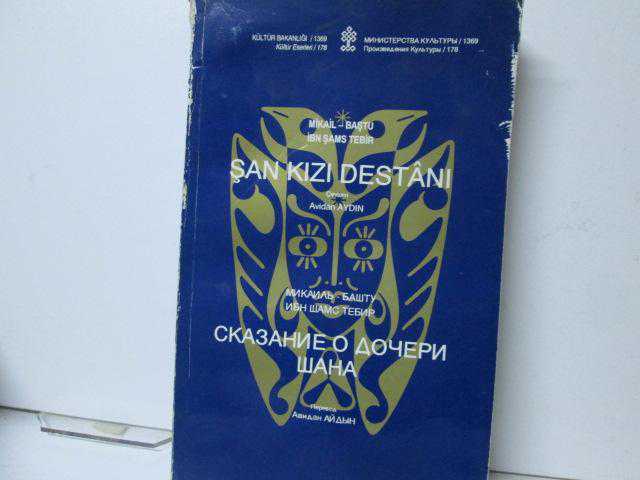 KÜLTÜR BAKANLIĞI / 1369
Kültür Eserleri / 178
МИНИСТЕРСТВА КУЛЬТУРЫ / 1369
Произведения Культуры / 178
MİKAİL - BAŞTU
İBN ŞAMS TEBİR
ŞAN KIZI DESTÂNI
Çeviren
Avidan AYDIN
МИКАИЛЬ - БАШТУ
ИБН ШАМС ТЕБИР
СКАЗАНИЕ О ДОЧЕРИ
ШАНА
Перевод
Авидан АЙДЫН